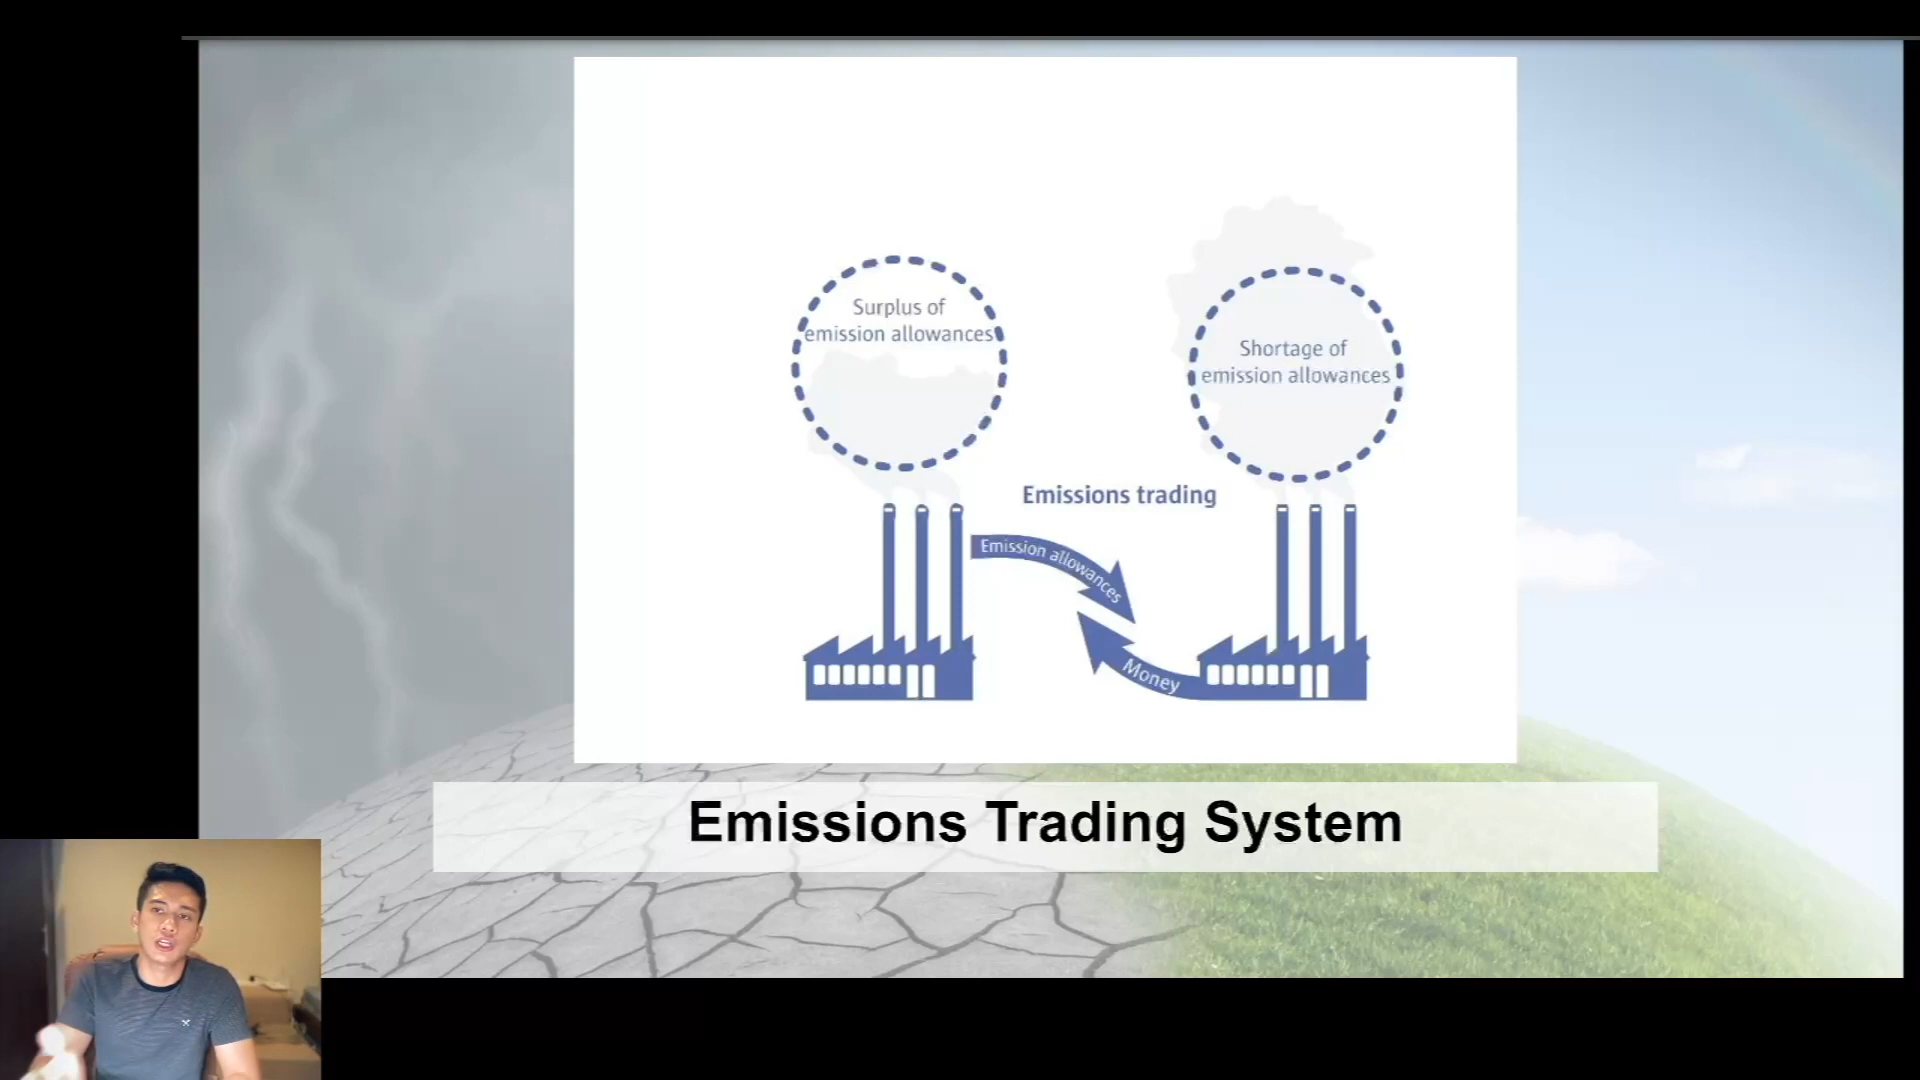 Surplus of
emission allowances
Shortage of
emission allowances
Emissions trading
Emission allowances
Money
Emissions Trading System